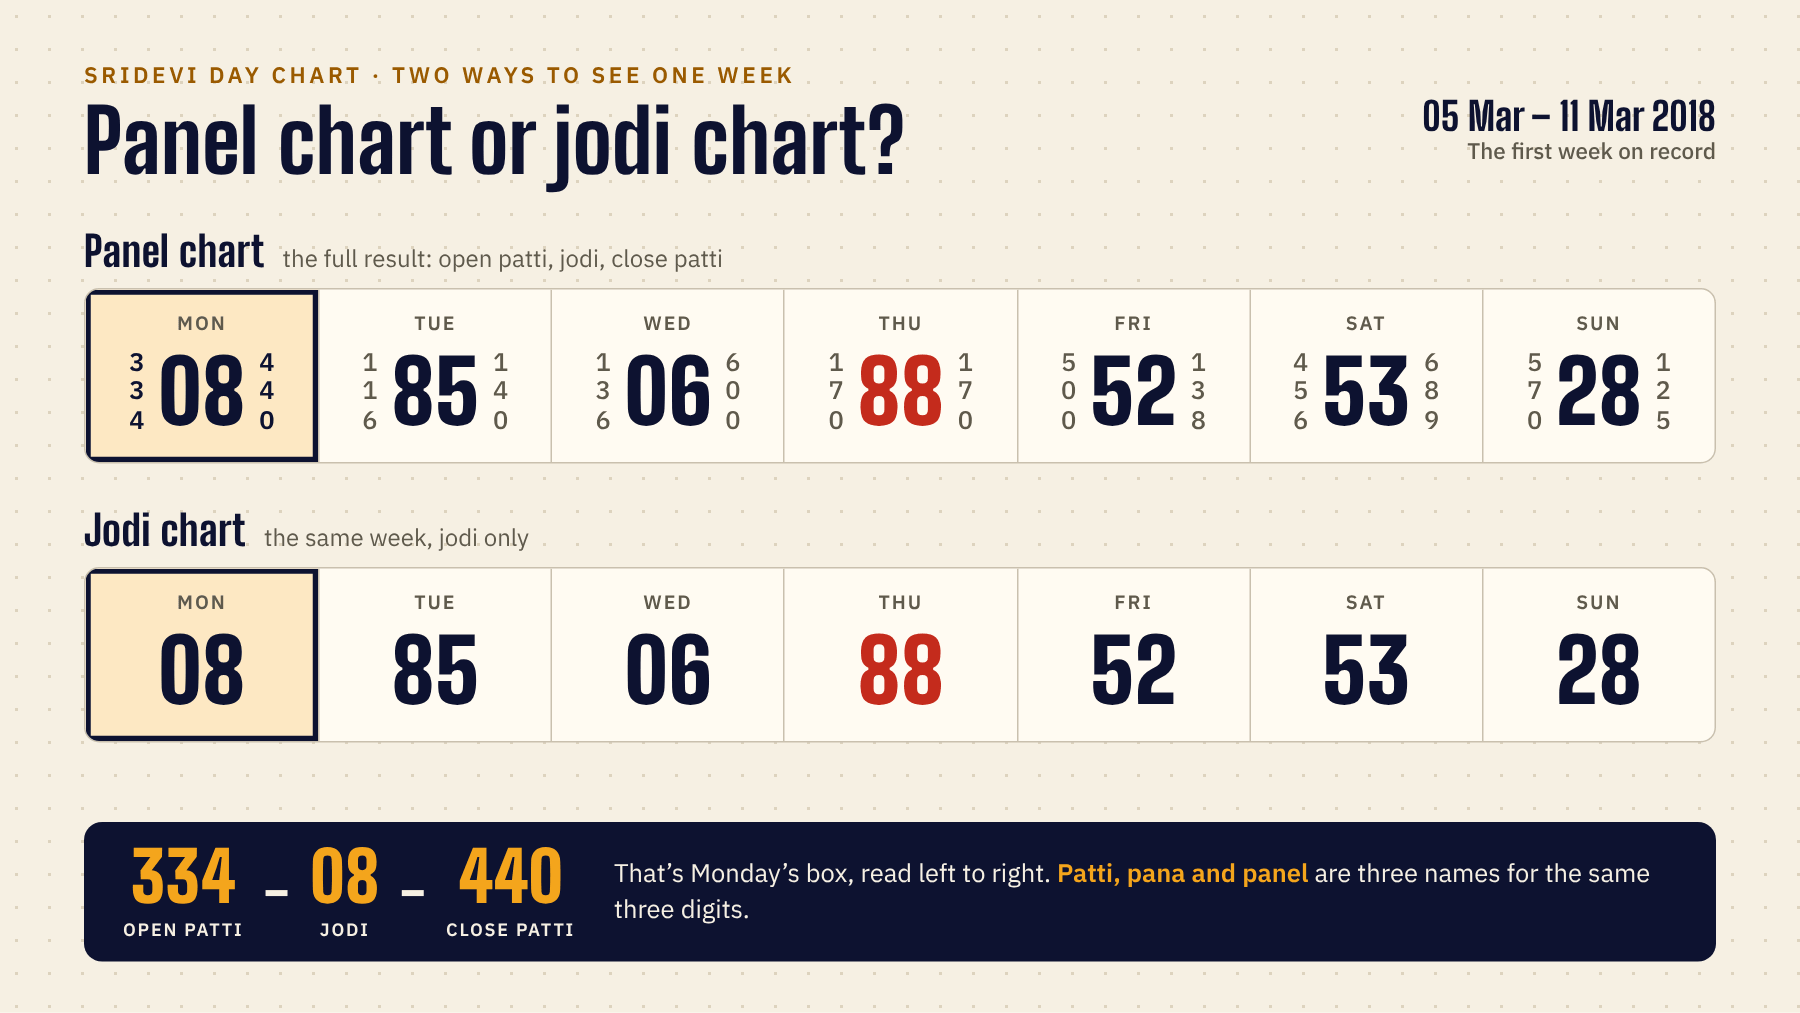 SRIDEVI DAY CHART · TWO WAYS TO SEE ONE WEEK
Panel chart or jodi chart?
05 Mar – 11 Mar 2018
The first week on record
Panel chart the full result: open patti, jodi, close patti
MON TUE WED THU FRI SAT SUN
3 4 1 1 1 6 1 1 5 1 4 6 5 1
3 08 4 1 85 4 3 06 0 7 88 7 0 52 3 5 53 8 7 28 2
4 0 6 0 6 0 0 0 0 8 6 9 0 5
Jodi chart the same week, jodi only
MON TUE WED THU FRI SAT SUN
08 85 06 88 52 53 28
334 – 08 – 440
OPEN PATTI JODI CLOSE PATTI
That’s Monday’s box, read left to right. Patti, pana and panel are three names for the same
three digits.